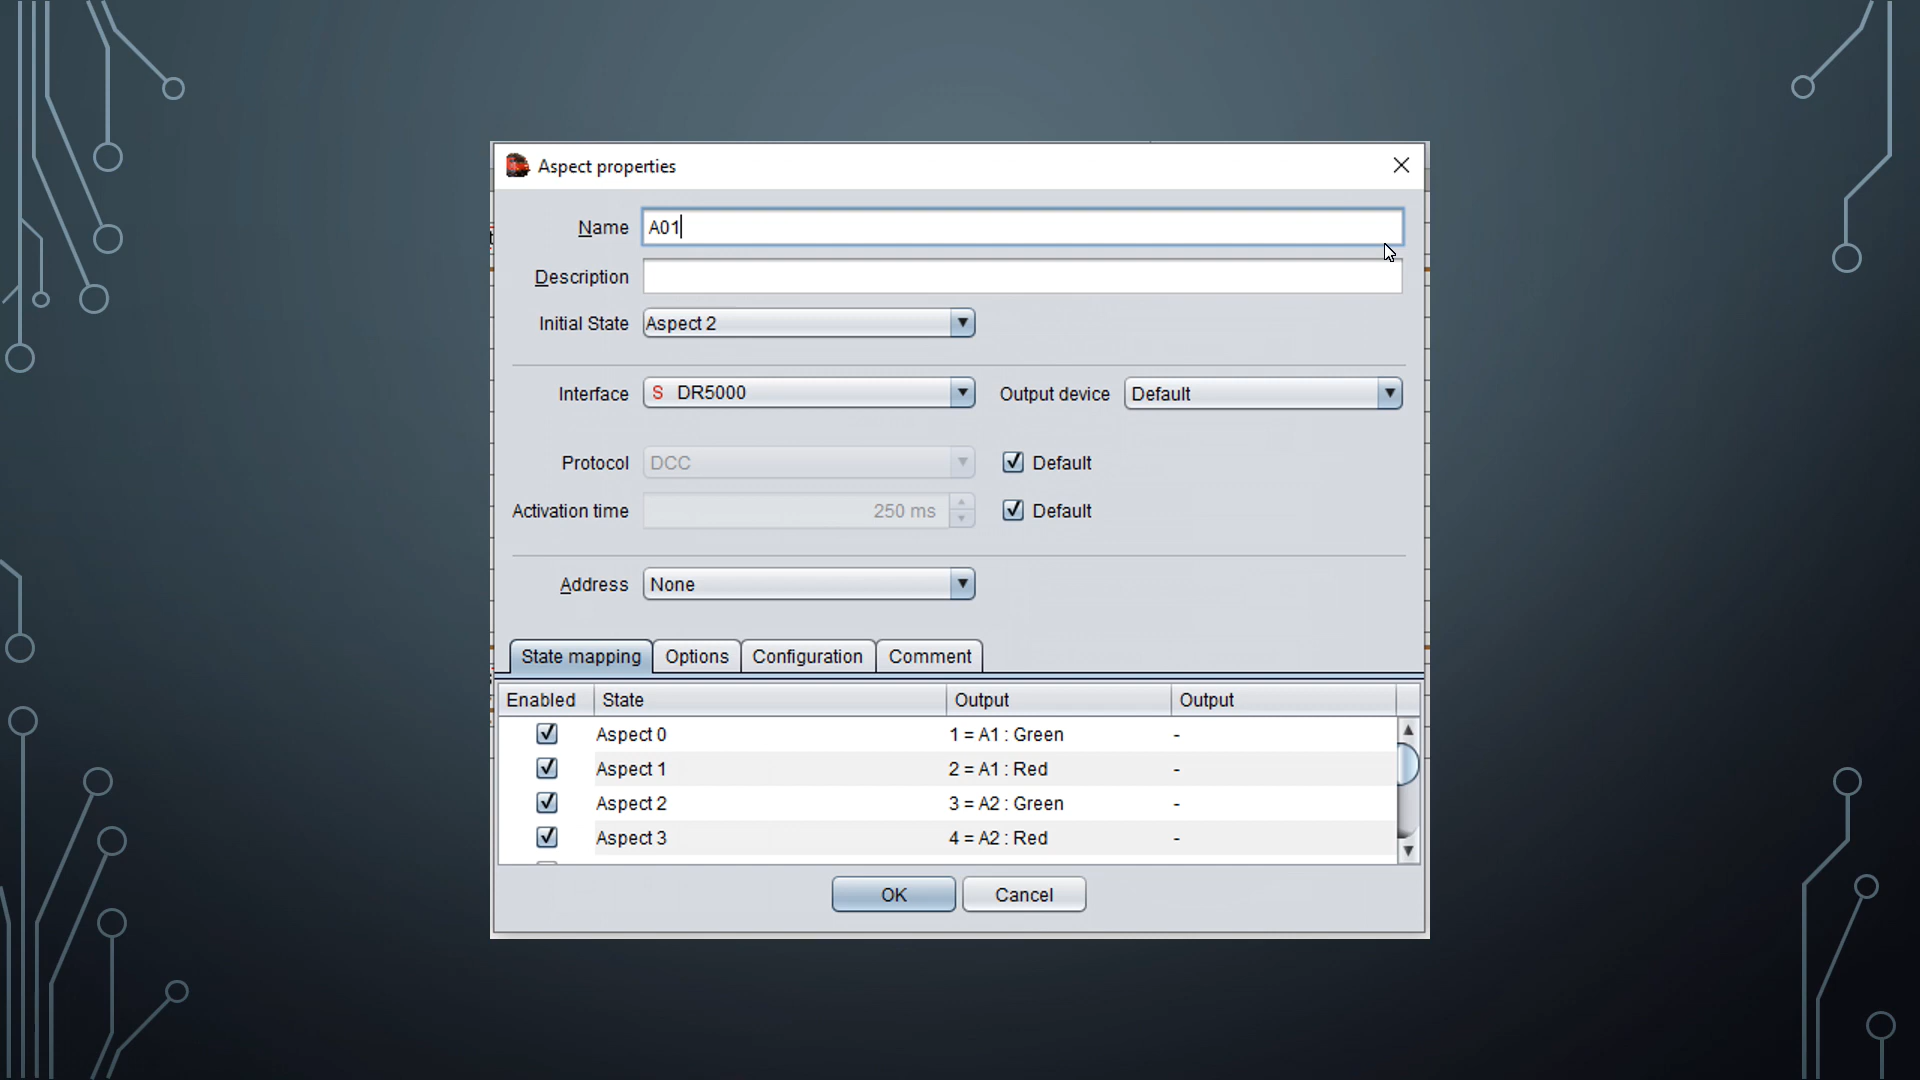 Aspect properties
Name A01
Description
Initial State Aspect 2
Interface S DR5000 Output device Default
Protocol DCC Default
Activation time 250 ms Default
Address None
State mapping Options Configuration Comment
Enabled State Output Output
Aspect 0 1 = A1 : Green -
Aspect 1 2 = A1 : Red -
Aspect 2 3 = A2 : Green -
Aspect 3 4 = A2 : Red -
OK Cancel